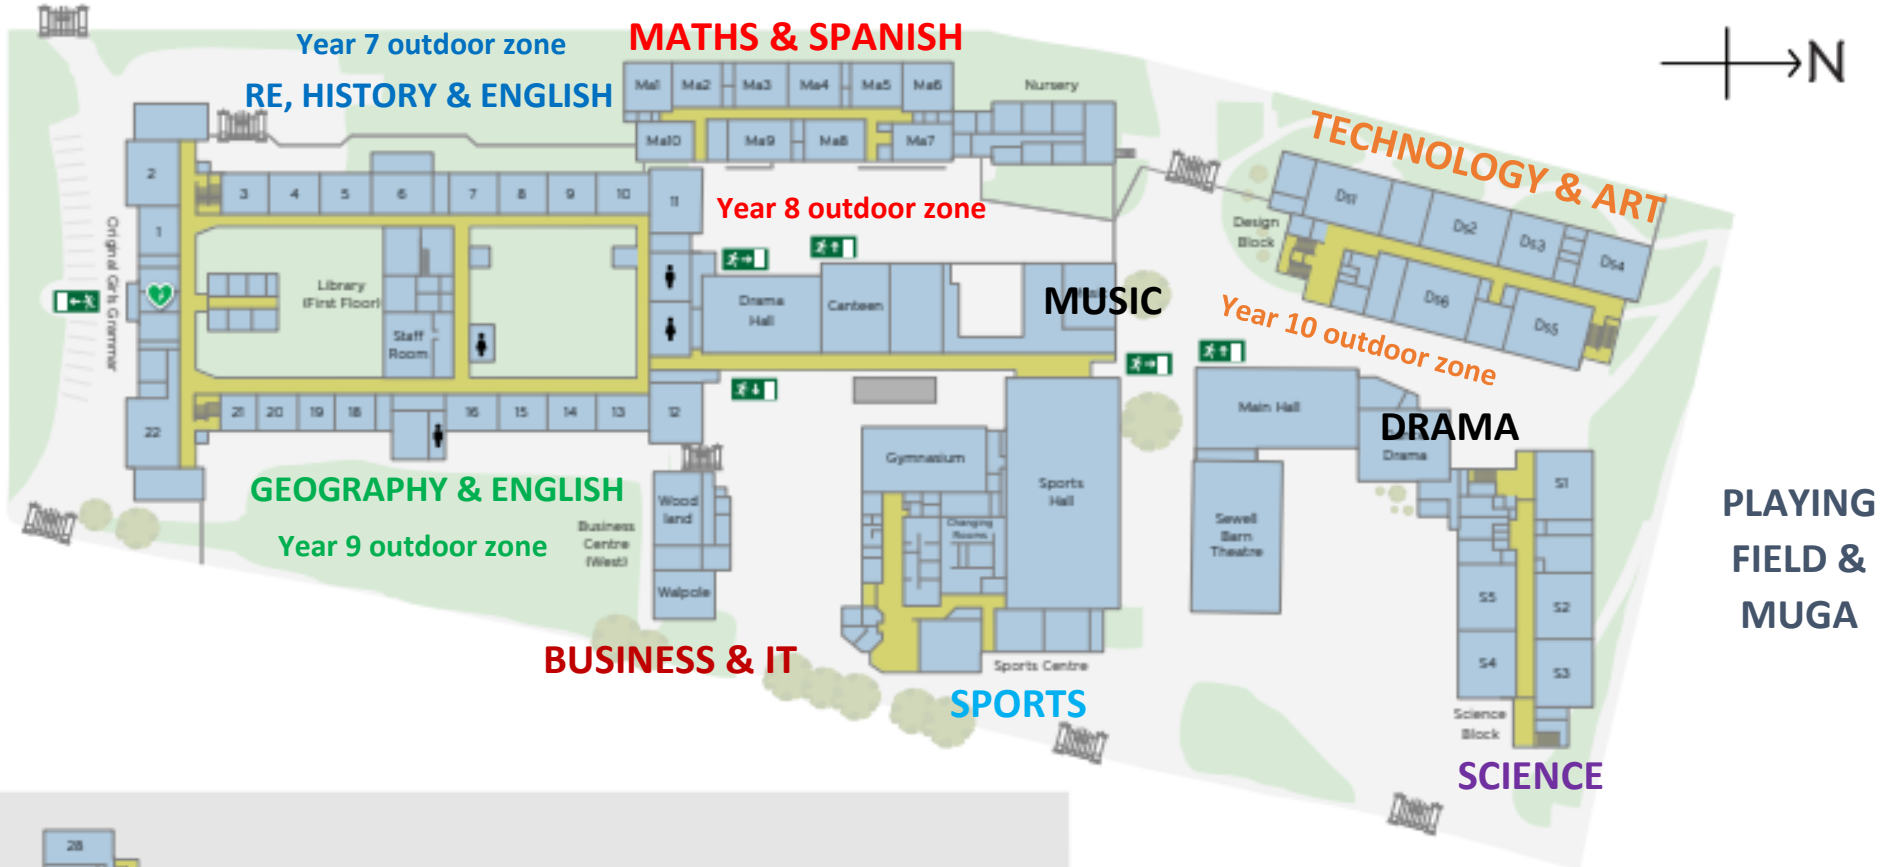 Year 7 outdoor zone
MATHS & SPANISH
RE, HISTORY & ENGLISH
N
Ma1
Ma2
Ma3
Ma4
Ma5
Ma6
Nursery
Ma10
Ma9
Ma8
Ma7
TECHNOLOGY & ART
2
3
4
5
6
7
8
9
10
11
Year 8 outdoor zone
Ds1
Ds2
Ds3
Ds4
Design
Block
1
Original Girls Grammar
Library
(First Floor)
Staff
Room
Drama
Hall
Canteen
MUSIC
Ds6
Ds5
Year 10 outdoor zone
22
21
20
19
18
16
15
14
13
12
Main Hall
DRAMA
Drama
Gymnasium
Sports
Hall
Changing
Rooms
Sewell
Barn
Theatre
S1
GEOGRAPHY & ENGLISH
Year 9 outdoor zone
Business
Centre
(West)
Wood
land
Walpole
PLAYING
FIELD &
MUGA
S5
S2
S4
S3
BUSINESS & IT
Sports Centre
SPORTS
Science
Block
SCIENCE
28